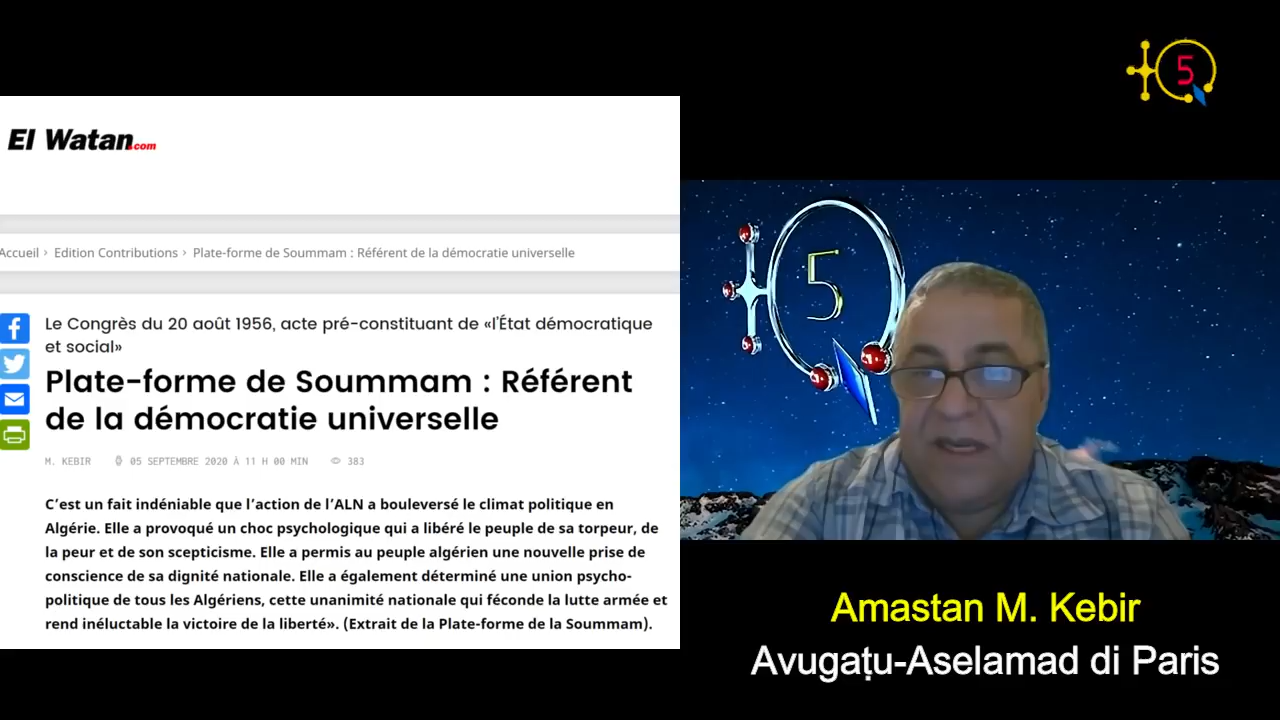 5
El Watan.com
Accueil › Edition Contributions › Plate-forme de Soummam : Référent de la démocratie universelle
Le Congrès du 20 août 1956, acte pré-constituant de «l'État démocratique
et social»
Plate-forme de Soummam : Référent
de la démocratie universelle
M. KEBIR 05 SEPTEMBRE 2020 À 11 H 00 MIN 383
C'est un fait indéniable que l'action de l'ALN a bouleversé le climat politique en
Algérie. Elle a provoqué un choc psychologique qui a libéré le peuple de sa torpeur, de
la peur et de son scepticisme. Elle a permis au peuple algérien une nouvelle prise de
conscience de sa dignité nationale. Elle a également déterminé une union psycho-
politique de tous les Algériens, cette unanimité nationale qui féconde la lutte armée et
rend inéluctable la victoire de la liberté». (Extrait de la Plate-forme de la Soummam).
5
Amastan M. Kebir
Avugaṭu-Aselamad di Paris